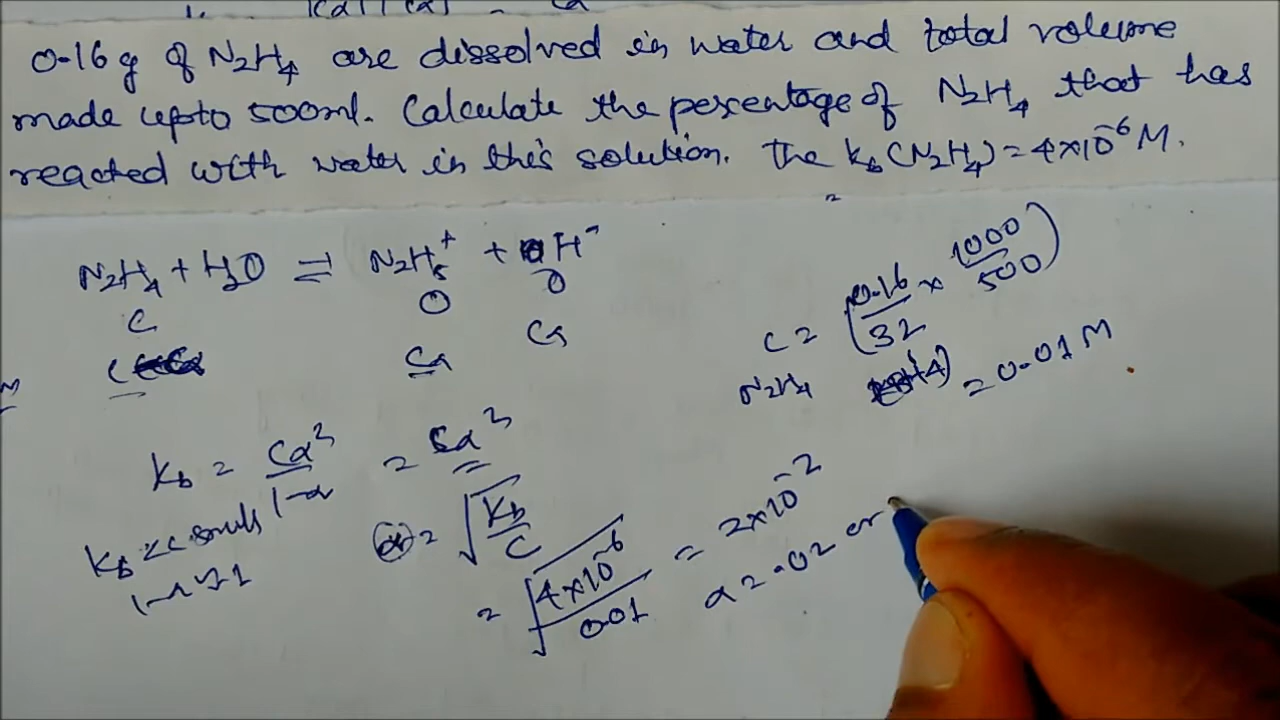 0.16 g of N2H4 are dissolved in water and total volume
made upto 500ml. Calculate the percentage of N2H4 that has
reacted with water in this solution. The Kb (N2H4) = 4×10⁻⁶ M.
N2H4 + H2O ⇌ N2H5⁺ + OH⁻
C 0 0
Cα Cα
C = (0.16/32 × 1000/500)
N2H4 = 0.01 M
Kb = Cα²/1-α = Cα²
1-α ≈ 1
α = √Kb/C
= √4×10⁻⁶/0.01 = 2×10⁻²
α = .02 or